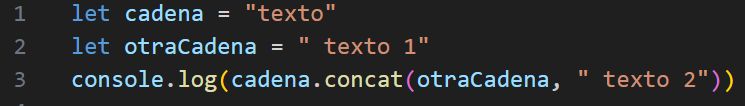 1 let cadena = "texto"
2 let otraCadena = " texto 1"
3 console.log(cadena.concat(otraCadena, " texto 2"))